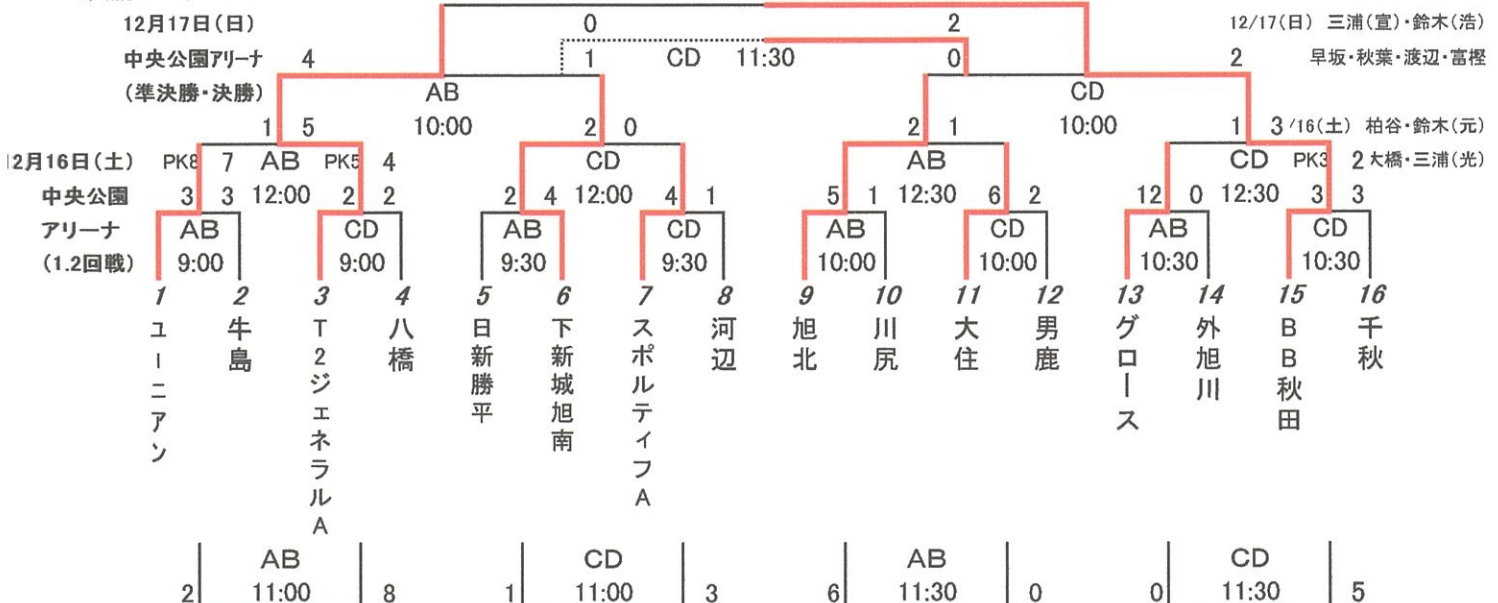 12月17日(日) 0 2 12/17(日) 三浦(宣)・鈴木(浩)
中央公園アリーナ 4 1 CD 11:30 0 2 早坂・秋葉・渡辺・富樫
(準決勝・決勝) AB CD
1 5 10:00 2 0 2 1 10:00 1 3 /16(土) 柏谷・鈴木(元)
12月16日(土) PK8 7 AB PK5 4 CD AB CD PK3 2 大橋・三浦(光)
中央公園 3 3 12:00 2 2 2 4 12:00 4 1 5 1 12:30 6 2 12 0 12:30 3 3
アリーナ AB CD AB CD AB CD AB CD
(1.2回戦) 9:00 9:00 9:30 9:30 10:00 10:00 10:30 10:30
1 2 3 4 5 6 7 8 9 10 11 12 13 14 15 16
ユーニアン
牛島
T2ジェネラルA
八橋
日新勝平
下新城旭南
スポルティフA
河辺
旭北
川尻
大住
男鹿
グロース
外旭川
BB秋田
千秋
AB CD AB CD
2 11:00 8 1 11:00 3 6 11:30 0 0 11:30 5